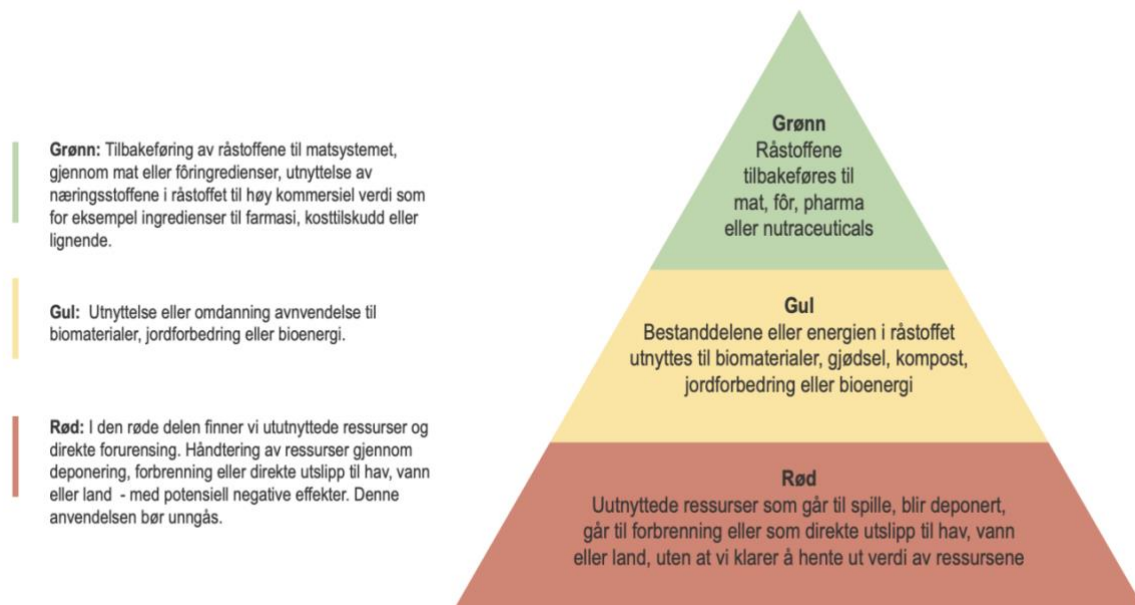 Grønn: Tilbakeføring av råstoffene til matsystemet,
gjennom mat eller fôringredienser, utnyttelse av
næringsstoffene i råstoffet til høy kommersiel verdi som
for eksempel ingredienser til farmasi, kosttilskudd eller
lignende.
Gul: Utnyttelse eller omdanning avnvendelse til
biomaterialer, jordforbedring eller bioenergi.
Rød: I den røde delen finner vi ututnyttede ressurser og
direkte forurensing. Håndtering av ressurser gjennom
deponering, forbrenning eller direkte utslipp til hav, vann
eller land - med potensiell negative effekter. Denne
anvendelsen bør unngås.
Grønn
Råstoffene
tilbakeføres til
mat, fôr, pharma
eller nutraceuticals
Gul
Bestanddelene eller energien i råstoffet
utnyttes til biomaterialer, gjødsel, kompost,
jordforbedring eller bioenergi
Rød
Uutnyttede ressurser som går til spille, blir deponert,
går til forbrenning eller som direkte utslipp til hav, vann
eller land, uten at vi klarer å hente ut verdi av ressursene